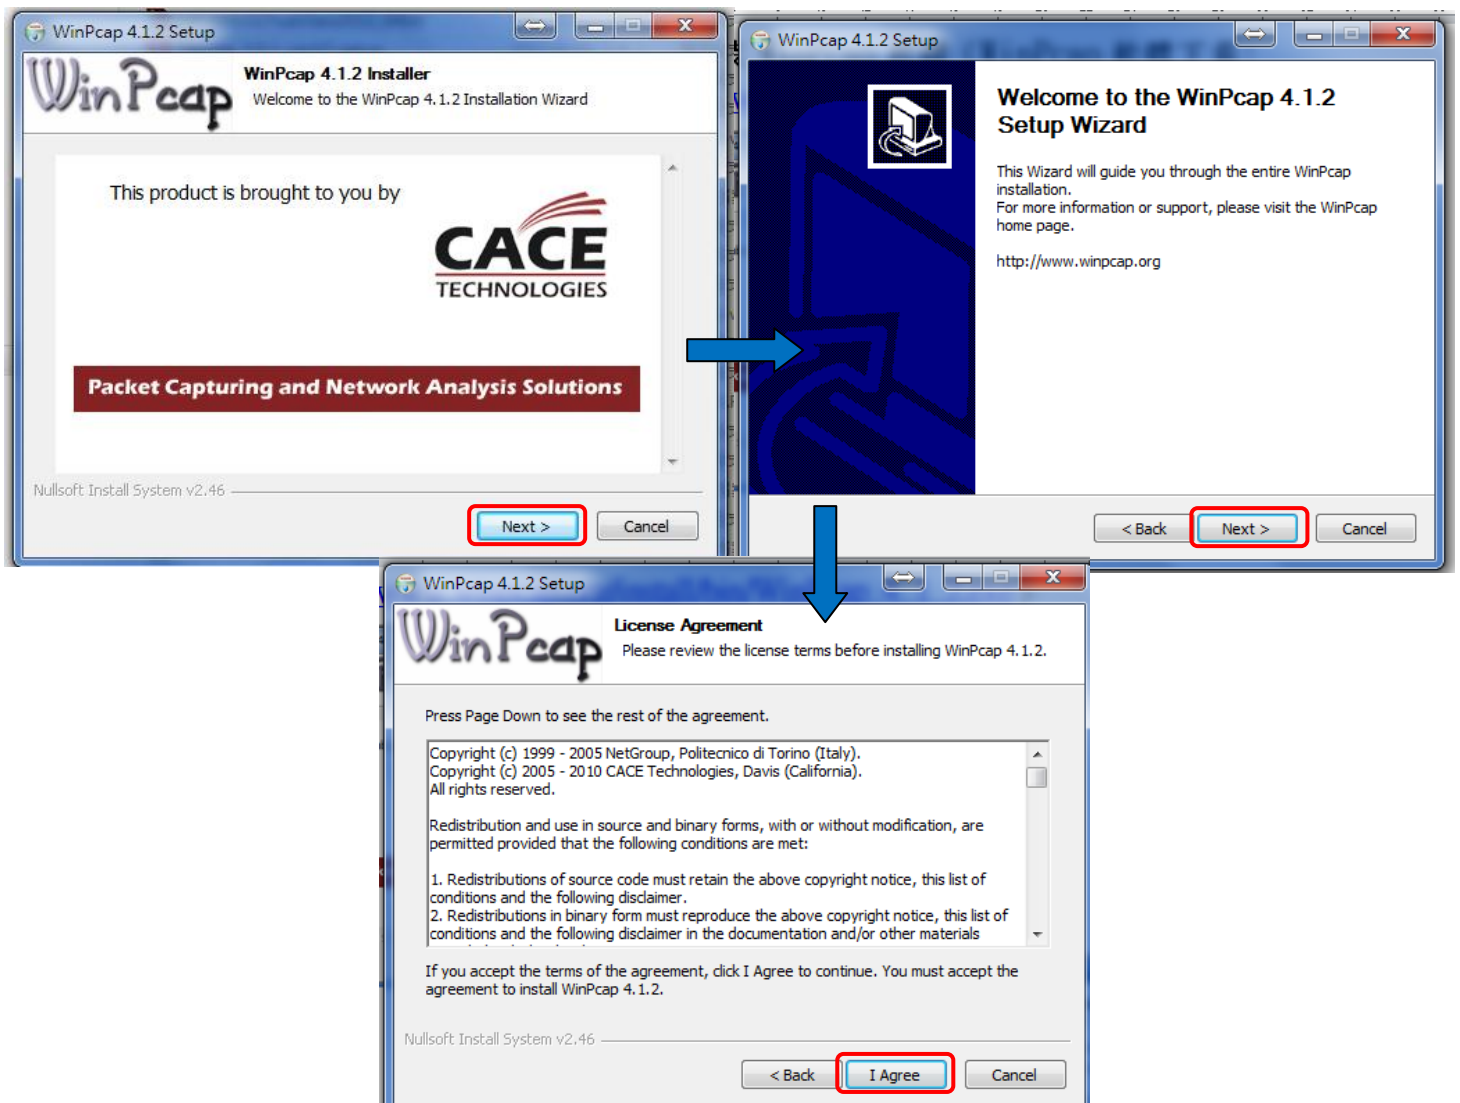 WinPcap 4.1.2 Setup
WinPcap
WinPcap 4.1.2 Installer
Welcome to the WinPcap 4.1.2 Installation Wizard
This product is brought to you by
CACE
TECHNOLOGIES
Packet Capturing and Network Analysis Solutions
Nullsoft Install System v2.46
Next >
Cancel
WinPcap 4.1.2 Setup
Welcome to the WinPcap 4.1.2
Setup Wizard
This Wizard will guide you through the entire WinPcap
installation.
For more information or support, please visit the WinPcap
home page.
http://www.winpcap.org
< Back
Next >
Cancel
WinPcap 4.1.2 Setup
WinPcap
License Agreement
Please review the license terms before installing WinPcap 4.1.2.
Press Page Down to see the rest of the agreement.
Copyright (c) 1999 - 2005 NetGroup, Politecnico di Torino (Italy).
Copyright (c) 2005 - 2010 CACE Technologies, Davis (California).
All rights reserved.
Redistribution and use in source and binary forms, with or without modification, are
permitted provided that the following conditions are met:
1. Redistributions of source code must retain the above copyright notice, this list of
conditions and the following disclaimer.
2. Redistributions in binary form must reproduce the above copyright notice, this list of
conditions and the following disclaimer in the documentation and/or other materials
If you accept the terms of the agreement, click I Agree to continue. You must accept the
agreement to install WinPcap 4.1.2.
Nullsoft Install System v2.46
< Back
I Agree
Cancel